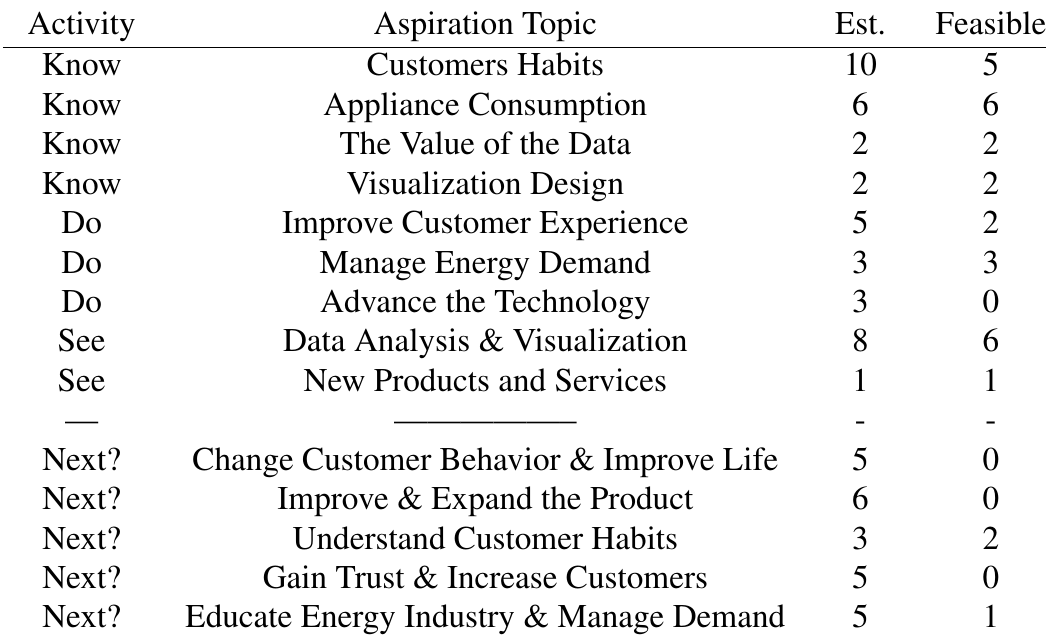 Activity Aspiration Topic Est. Feasible
Know Customers Habits 10 5
Know Appliance Consumption 6 6
Know The Value of the Data 2 2
Know Visualization Design 2 2
Do Improve Customer Experience 5 2
Do Manage Energy Demand 3 3
Do Advance the Technology 3 0
See Data Analysis & Visualization 8 6
See New Products and Services 1 1
— —————— - -
Next? Change Customer Behavior & Improve Life 5 0
Next? Improve & Expand the Product 6 0
Next? Understand Customer Habits 3 2
Next? Gain Trust & Increase Customers 5 0
Next? Educate Energy Industry & Manage Demand 5 1